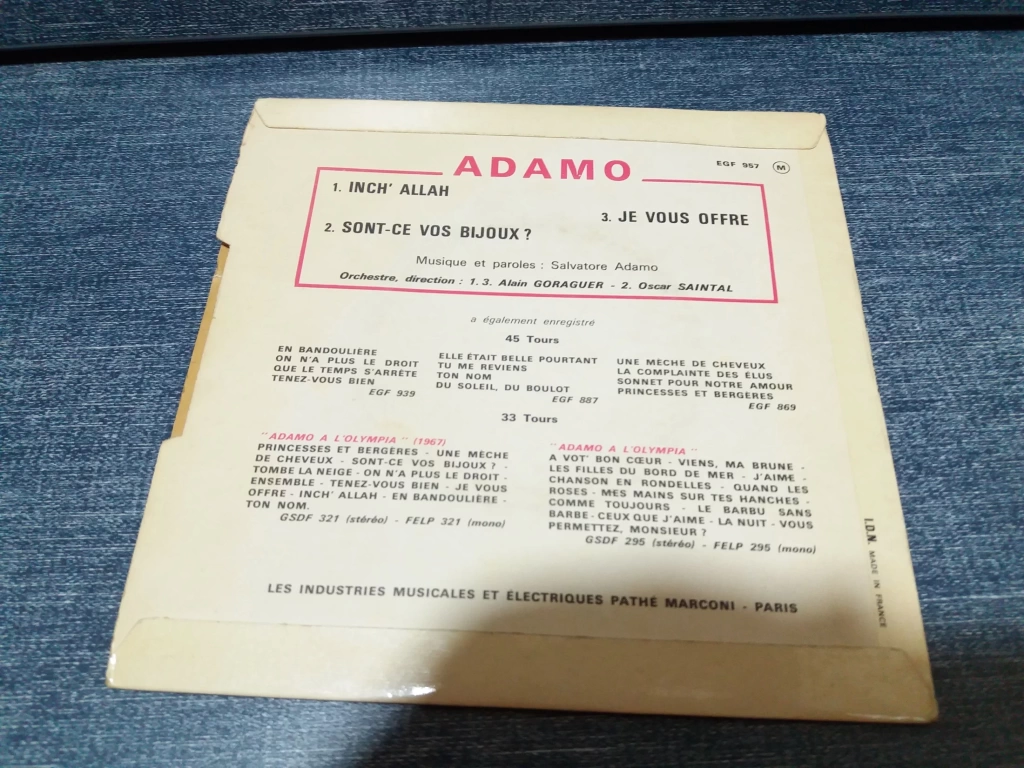 ADAMO
EGF 957 M
1. INCH' ALLAH
3. JE VOUS OFFRE
2. SONT-CE VOS BIJOUX ?
Musique et paroles : Salvatore Adamo
Orchestre, direction : 1. 3. Alain GORAGUER - 2. Oscar SAINTAL
a également enregistré
45 Tours
EN BANDOULIÈRE
ON N'A PLUS LE DROIT
QUE LE TEMPS S'ARRÊTE
TENEZ-VOUS BIEN
EGF 939
ELLE ÉTAIT BELLE POURTANT
TU ME REVIENS
TON NOM
DU SOLEIL, DU BOULOT
EGF 887
UNE MÈCHE DE CHEVEUX
LA COMPLAINTE DES ÉLUS
SONNET POUR NOTRE AMOUR
PRINCESSES ET BERGÈRES
EGF 869
33 Tours
"ADAMO A L'OLYMPIA" (1967)
PRINCESSES ET BERGÈRES - UNE MÈCHE
DE CHEVEUX - SONT-CE VOS BIJOUX ? -
TOMBE LA NEIGE - ON N'A PLUS LE DROIT -
ENSEMBLE - TENEZ-VOUS BIEN - JE VOUS
OFFRE - INCH' ALLAH - EN BANDOULIÈRE -
TON NOM.
GSDF 321 (stéréo) - FELP 321 (mono)
"ADAMO A L'OLYMPIA"
A VOT' BON CŒUR - VIENS, MA BRUNE -
LES FILLES DU BORD DE MER - J'AIME -
CHANSON EN RONDELLES - QUAND LES
ROSES - MES MAINS SUR TES HANCHES -
COMME TOUJOURS - LE BARBU SANS
BARBE - CEUX QUE J'AIME - LA NUIT - VOUS
PERMETTEZ, MONSIEUR ?
GSDF 295 (stéréo) - FELP 295 (mono)
LES INDUSTRIES MUSICALES ET ÉLECTRIQUES PATHÉ MARCONI - PARIS
I.D.N. MADE IN FRANCE